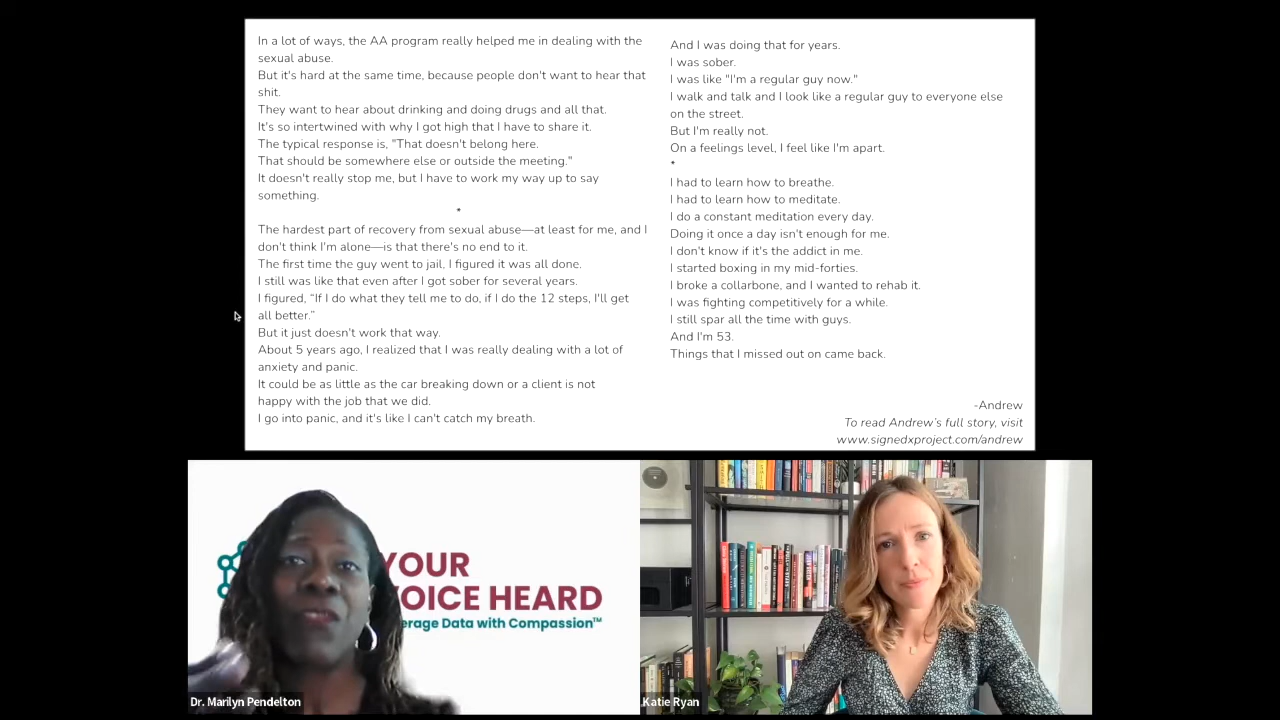 In a lot of ways, the AA program really helped me in dealing with the
sexual abuse.
But it's hard at the same time, because people don't want to hear that
shit.
They want to hear about drinking and doing drugs and all that.
It's so intertwined with why I got high that I have to share it.
The typical response is, "That doesn't belong here.
That should be somewhere else or outside the meeting."
It doesn't really stop me, but I have to work my way up to say
something.
*
The hardest part of recovery from sexual abuse—at least for me, and I
don't think I'm alone—is that there's no end to it.
The first time the guy went to jail, I figured it was all done.
I still was like that even after I got sober for several years.
I figured, “If I do what they tell me to do, if I do the 12 steps, I'll get
all better.”
But it just doesn't work that way.
About 5 years ago, I realized that I was really dealing with a lot of
anxiety and panic.
It could be as little as the car breaking down or a client is not
happy with the job that we did.
I go into panic, and it's like I can't catch my breath.
And I was doing that for years.
I was sober.
I was like "I'm a regular guy now."
I walk and talk and I look like a regular guy to everyone else
on the street.
But I'm really not.
On a feelings level, I feel like I'm apart.
*
I had to learn how to breathe.
I had to learn how to meditate.
I do a constant meditation every day.
Doing it once a day isn't enough for me.
I don't know if it's the addict in me.
I started boxing in my mid-forties.
I broke a collarbone, and I wanted to rehab it.
I was fighting competitively for a while.
I still spar all the time with guys.
And I'm 53.
Things that I missed out on came back.
-Andrew
To read Andrew’s full story, visit
www.signedxproject.com/andrew
YOUR
OICE HEARD
erage Data with Compassion™
Dr. Marilyn Pendelton
Katie Ryan